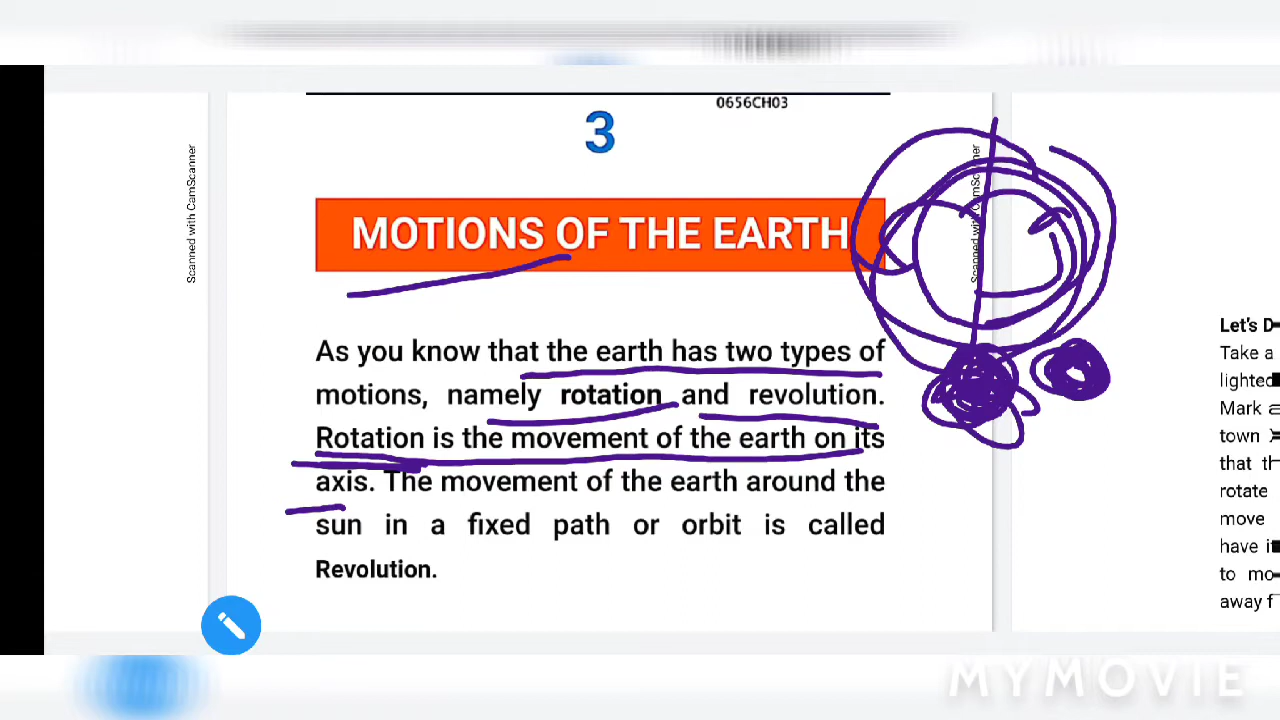 0656CH03
3
Scanned with CamScanner
MOTIONS OF THE EARTH
Scanned with CamScanner
As you know that the earth has two types of
motions, namely rotation and revolution.
Rotation is the movement of the earth on its
axis. The movement of the earth around the
sun in a fixed path or orbit is called
Revolution.
Let's
Take a
lighted
Mark
town
that
rotate
move
have
to
away
MYMOVIE